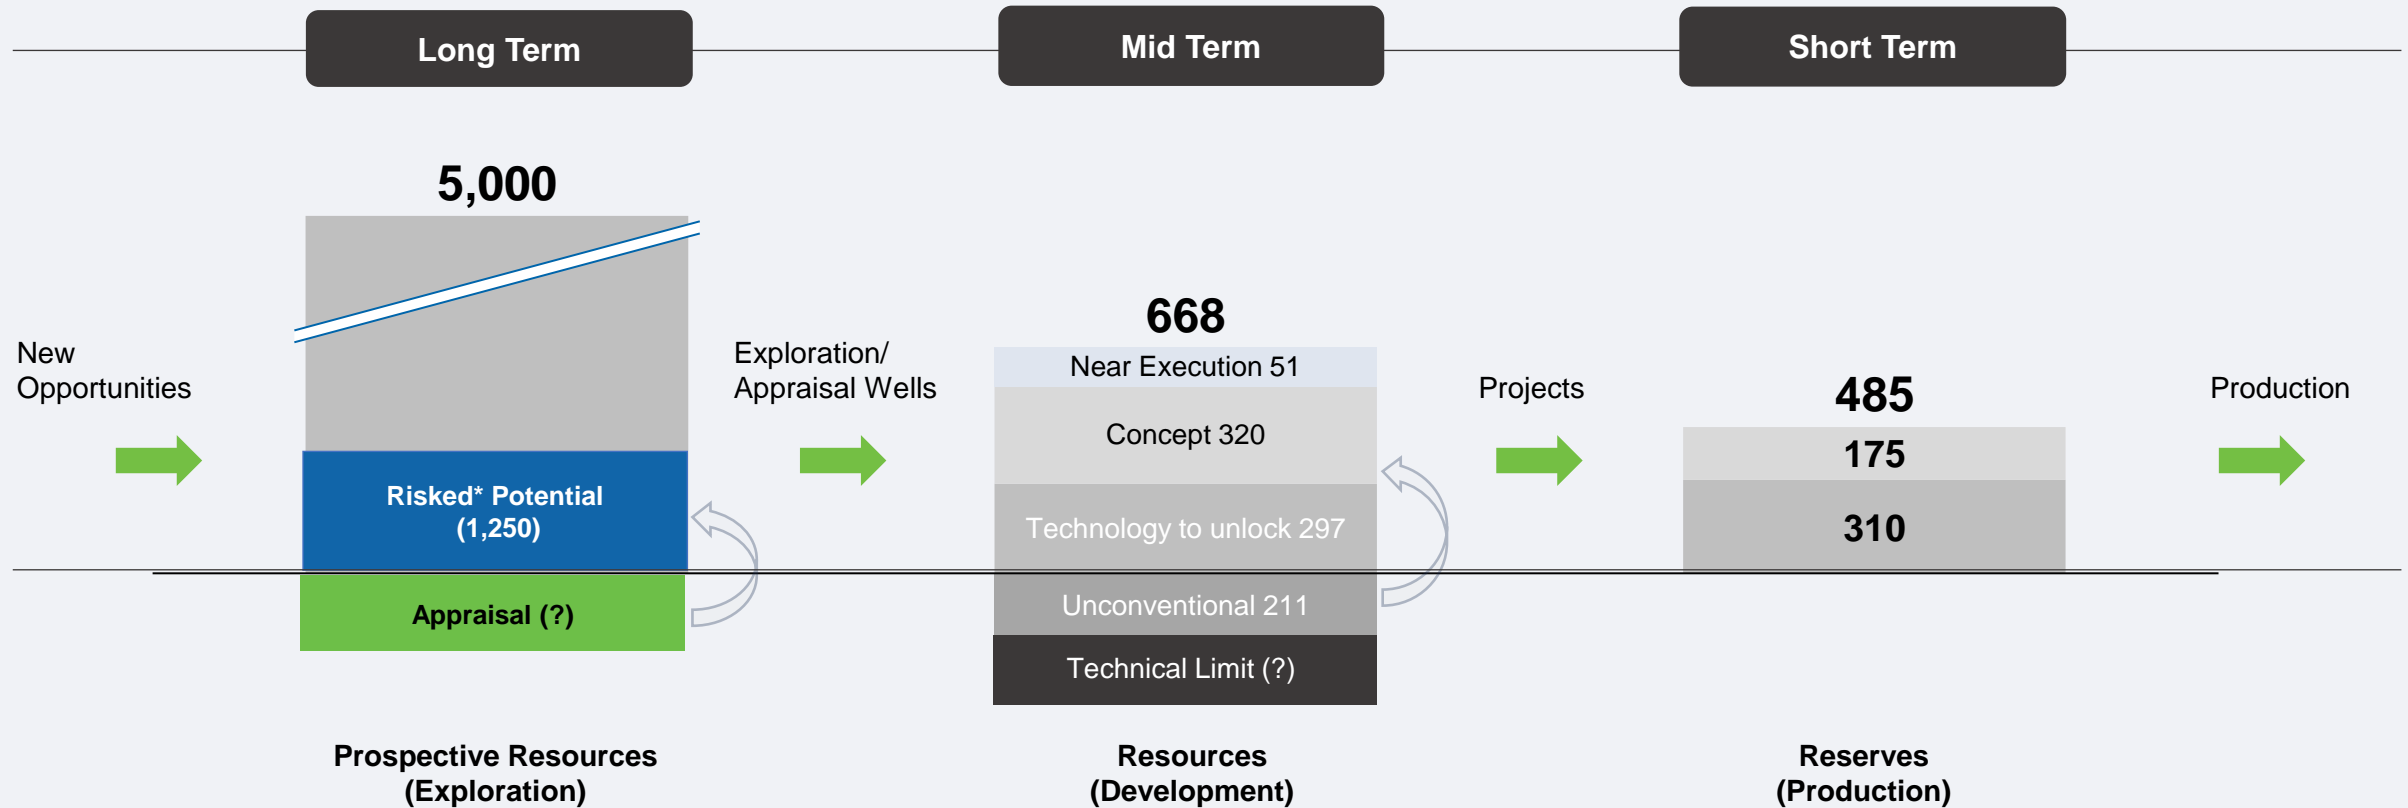 Long Term
Mid Term
Short Term
5,000
668
485
New
Opportunities
Risked* Potential
(1,250)
Appraisal (?)
Exploration/
Appraisal Wells
Near Execution 51
Concept 320
Technology to unlock 297
Unconventional 211
Technical Limit (?)
Projects
175
310
Production
Prospective Resources
(Exploration)
Resources
(Development)
Reserves
(Production)